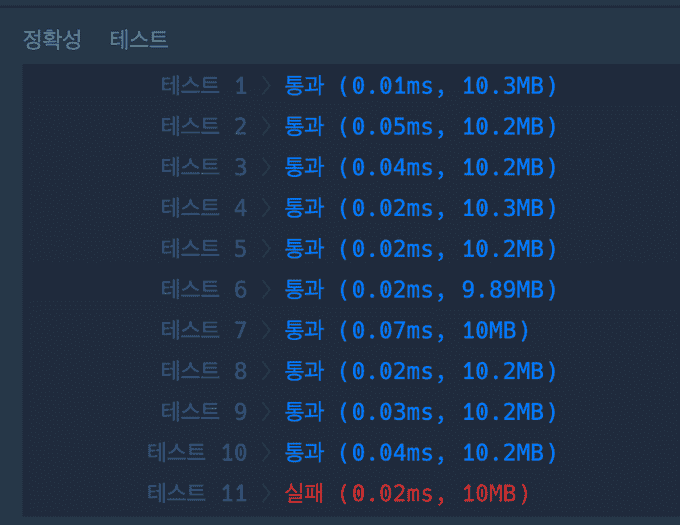 정확성 테스트
테스트 1 > 통과 (0.01ms, 10.3MB)
테스트 2 > 통과 (0.05ms, 10.2MB)
테스트 3 > 통과 (0.04ms, 10.2MB)
테스트 4 > 통과 (0.02ms, 10.3MB)
테스트 5 > 통과 (0.02ms, 10.2MB)
테스트 6 > 통과 (0.02ms, 9.89MB)
테스트 7 > 통과 (0.07ms, 10MB)
테스트 8 > 통과 (0.02ms, 10.2MB)
테스트 9 > 통과 (0.03ms, 10.2MB)
테스트 10 > 통과 (0.04ms, 10.2MB)
테스트 11 > 실패 (0.02ms, 10MB)